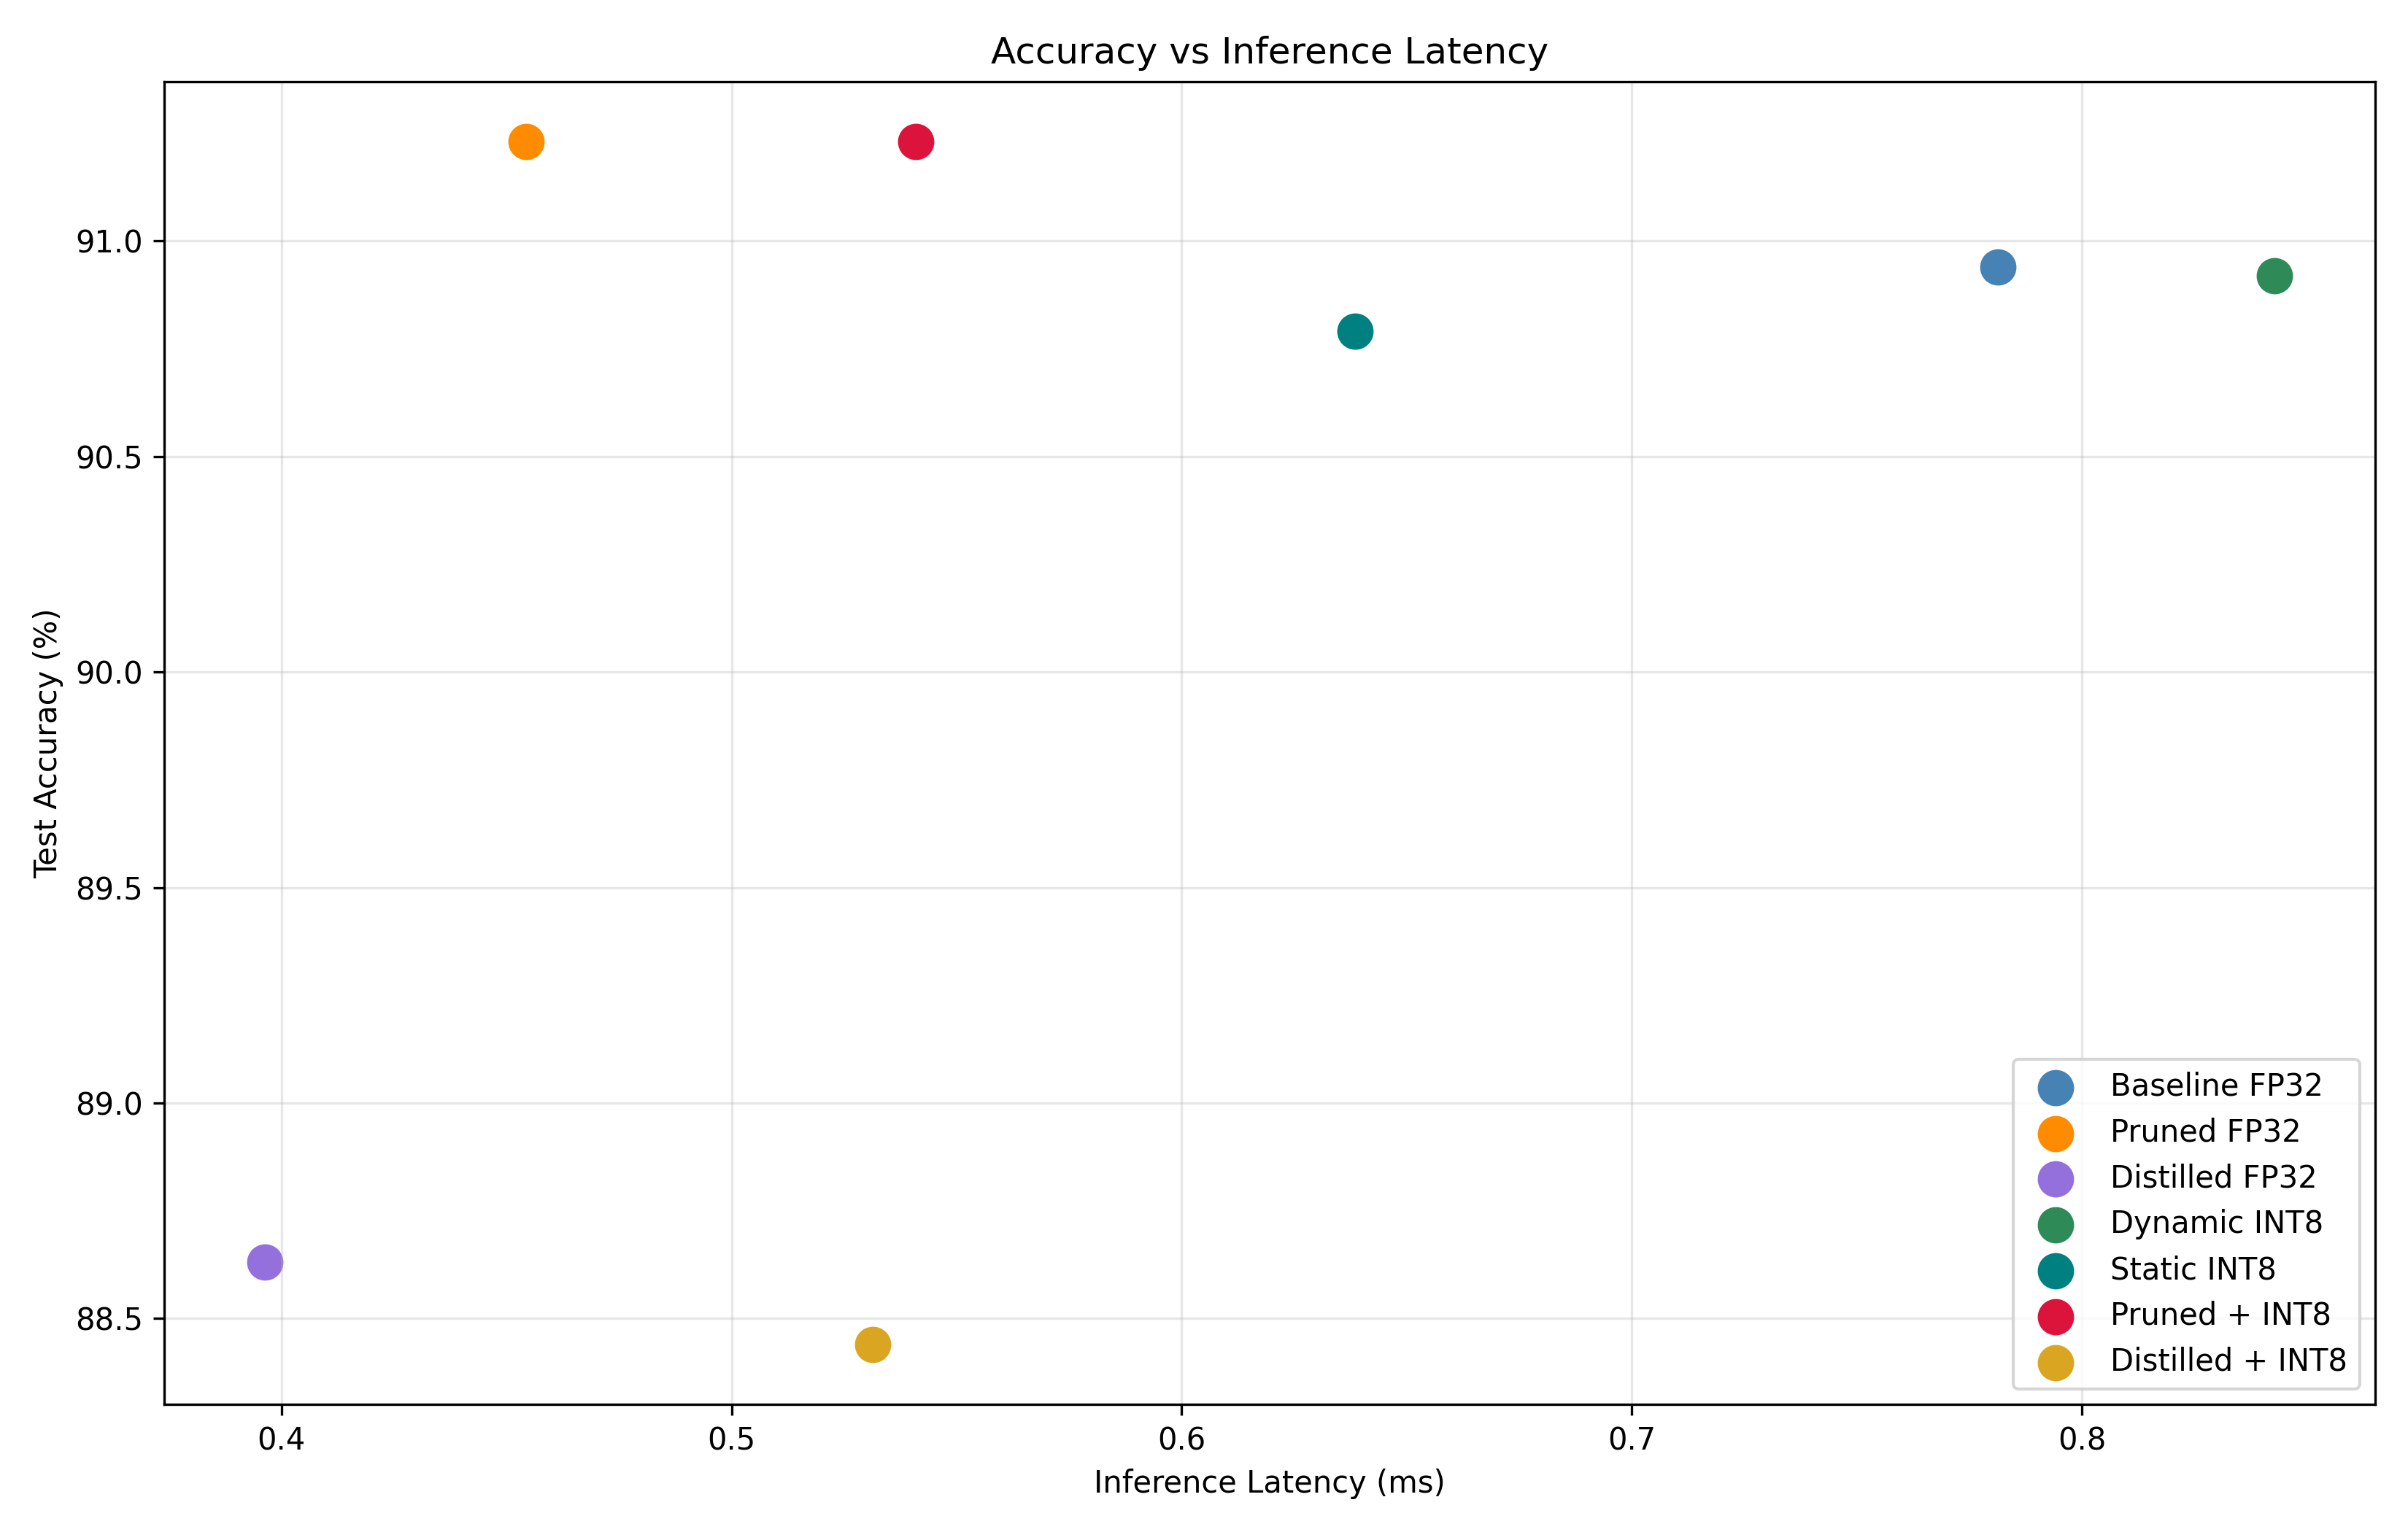 Accuracy vs Inference Latency
91.0
90.5
90.0
89.5
89.0
88.5
Test Accuracy (%)
0.4
0.5
0.6
0.7
0.8
Inference Latency (ms)
Baseline FP32
Pruned FP32
Distilled FP32
Dynamic INT8
Static INT8
Pruned + INT8
Distilled + INT8